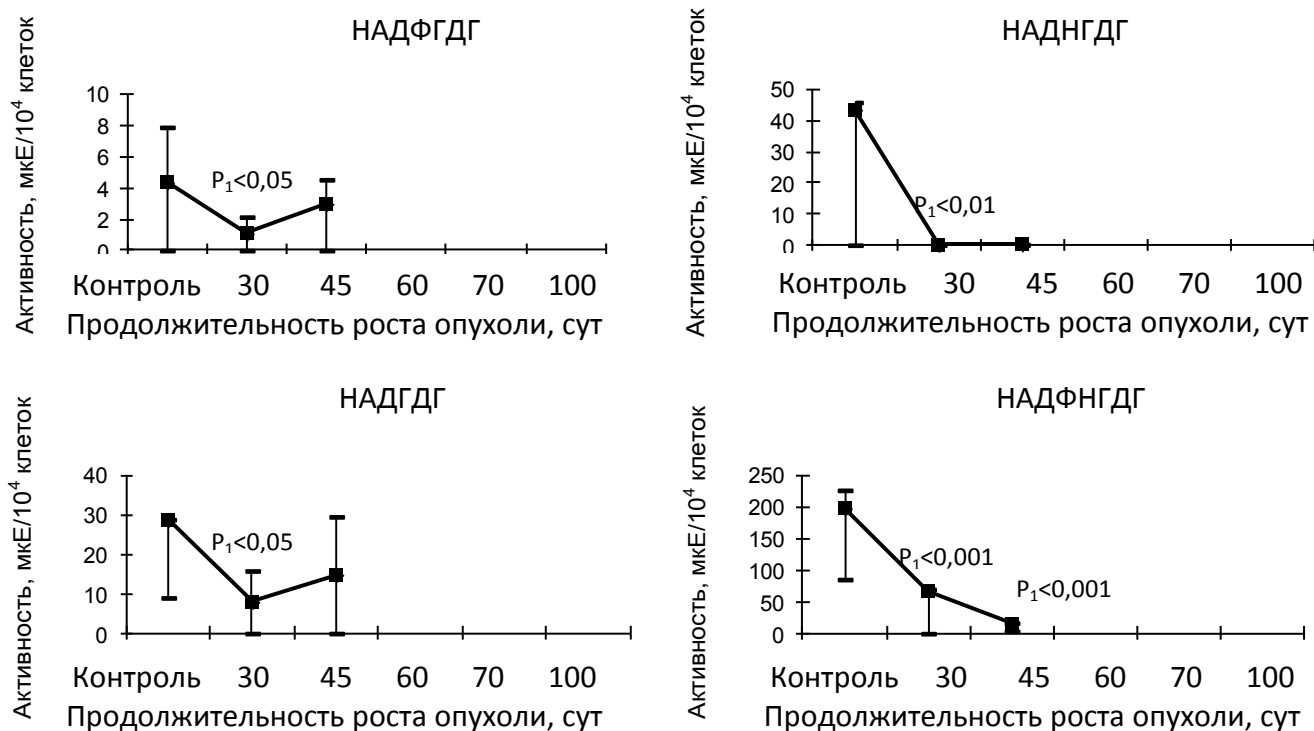 НАДФГДГ
Активность, мкЕ/10⁴ клеток
10
8
6
4
2
0
P₁<0,05
Контроль 30 45 60 70 100
Продолжительность роста опухоли, сут
НАДНГДГ
Активность, мкЕ/10⁴ клеток
50
40
30
20
10
0
P₁<0,01
Контроль 30 45 60 70 100
Продолжительность роста опухоли, сут
НАДГДГ
Активность, мкЕ/10⁴ клеток
40
30
20
10
0
P₁<0,05
Контроль 30 45 60 70 100
Продолжительность роста опухоли, сут
НАДФНГДГ
Активность, мкЕ/10⁴ клеток
250
200
150
100
50
0
P₁<0,001
P₁<0,001
Контроль 30 45 60 70 100
Продолжительность роста опухоли, сут